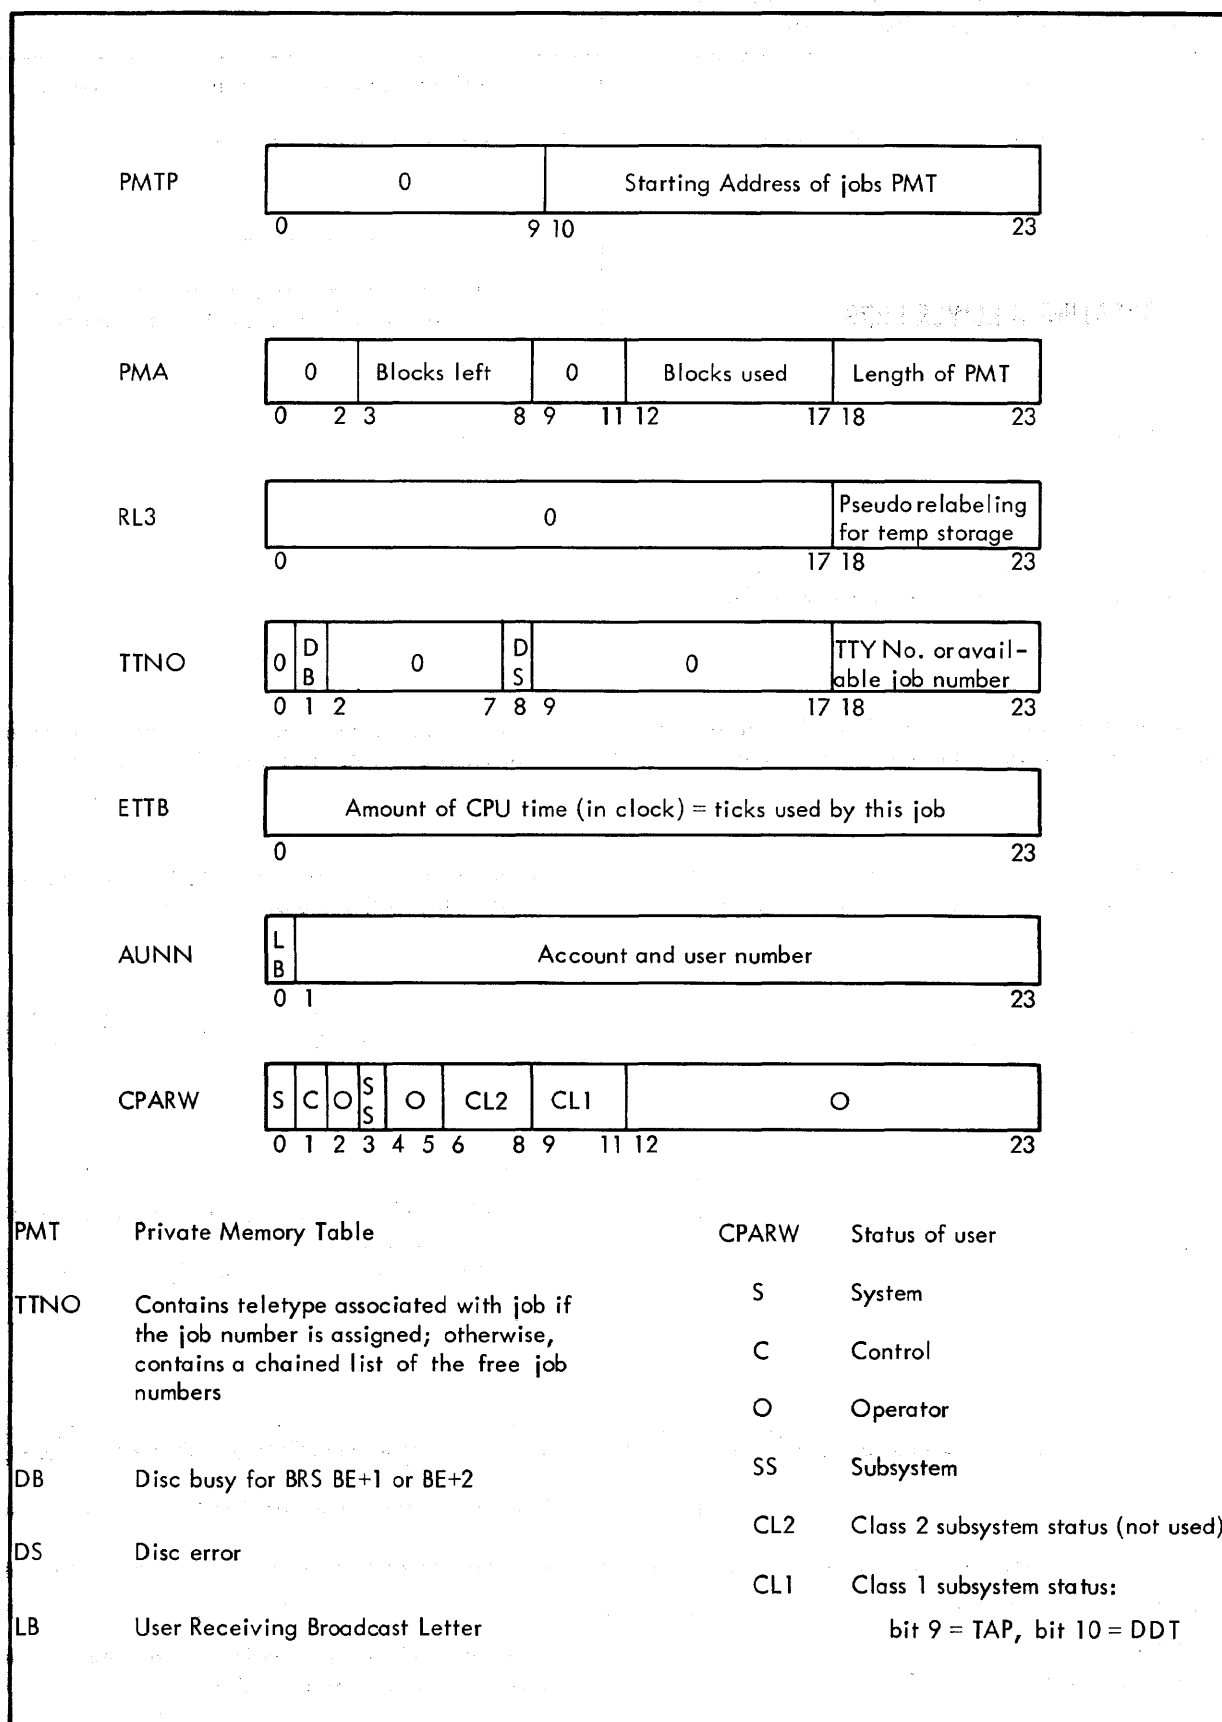 PMTP 0 Starting Address of jobs PMT
0 9 10 23
PMA 0 Blocks left 0 Blocks used Length of PMT
0 2 3 8 9 11 12 17 18 23
RL3 0 Pseudo relabeling
for temp storage
0 17 18 23
TTNO 0 DB 0 DS 0 TTY No. or avail-
able job number
0 1 2 7 8 9 17 18 23
ETTB Amount of CPU time (in clock) = ticks used by this job
0 23
AUNN LB Account and user number
0 1 23
CPARW S C O SS O CL2 CL1 O
0 1 2 3 4 5 6 8 9 11 12 23
PMT Private Memory Table
TTNO Contains teletype associated with job if
the job number is assigned; otherwise,
contains a chained list of the free job
numbers
DB Disc busy for BRS BE+1 or BE+2
DS Disc error
LB User Receiving Broadcast Letter
CPARW Status of user
S System
C Control
O Operator
SS Subsystem
CL2 Class 2 subsystem status (not used)
CL1 Class 1 subsystem status:
bit 9 = TAP, bit 10 = DDT